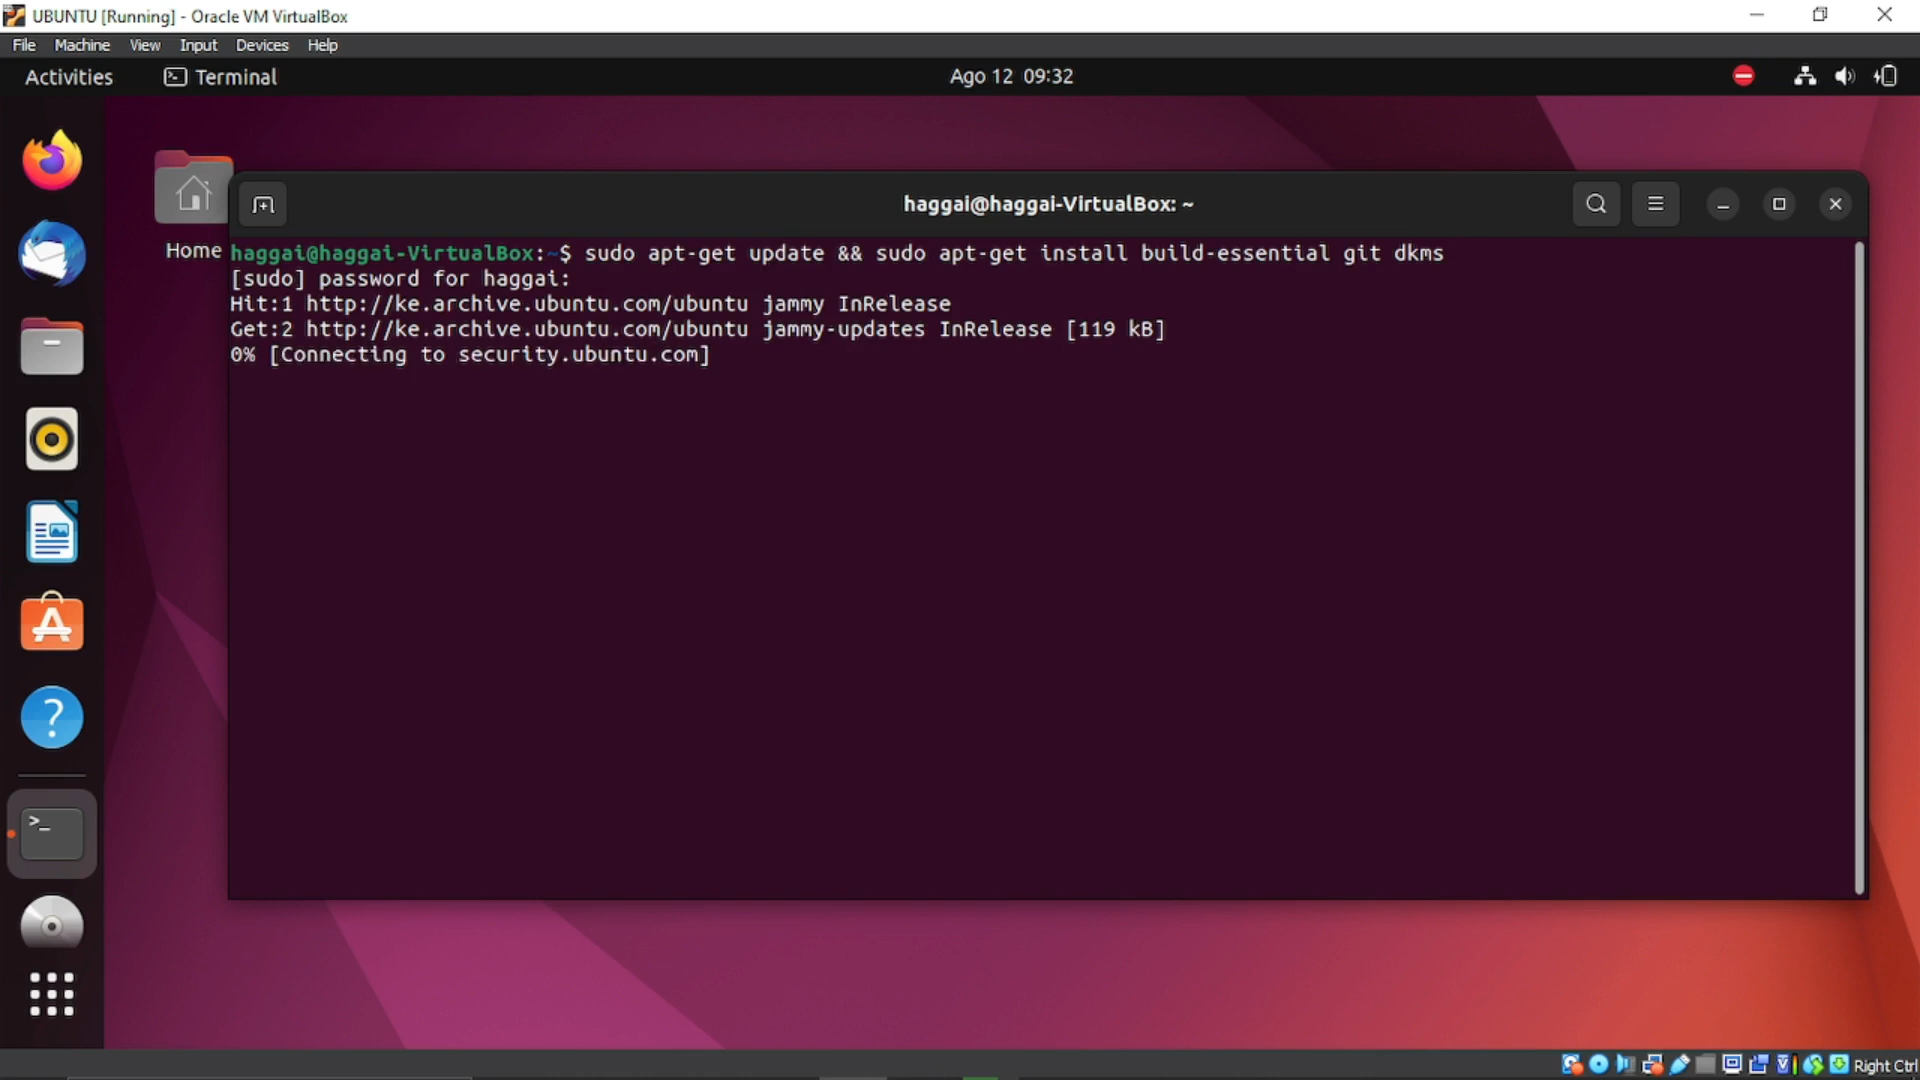 UBUNTU [Running] - Oracle VM VirtualBox
File Machine View Input Devices Help
Activities Terminal Ago 12 09:32
haggai@haggai-VirtualBox: ~
Home
haggai@haggai-VirtualBox:~$ sudo apt-get update && sudo apt-get install build-essential git dkms
[sudo] password for haggai:
Hit:1 http://ke.archive.ubuntu.com/ubuntu jammy InRelease
Get:2 http://ke.archive.ubuntu.com/ubuntu jammy-updates InRelease [119 kB]
0% [Connecting to security.ubuntu.com]
Right Ctrl